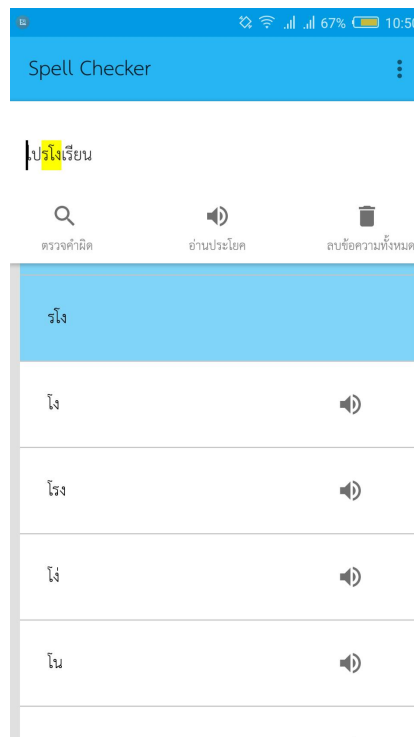 67% 10:50
Spell Checker
ไปรโงเรียน
ตรวจคำผิด อ่านประโยค ลบข้อความทั้งหมด
รโง
โง
โรง
โง่
โน